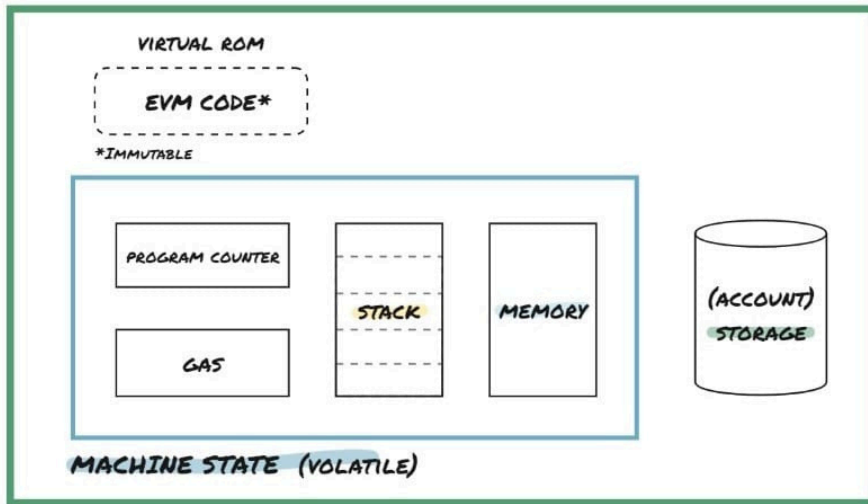 VIRTUAL ROM
EVM CODE*
*IMMUTABLE
PROGRAM COUNTER
GAS
STACK
MEMORY
(ACCOUNT)
STORAGE
MACHINE STATE (VOLATILE)